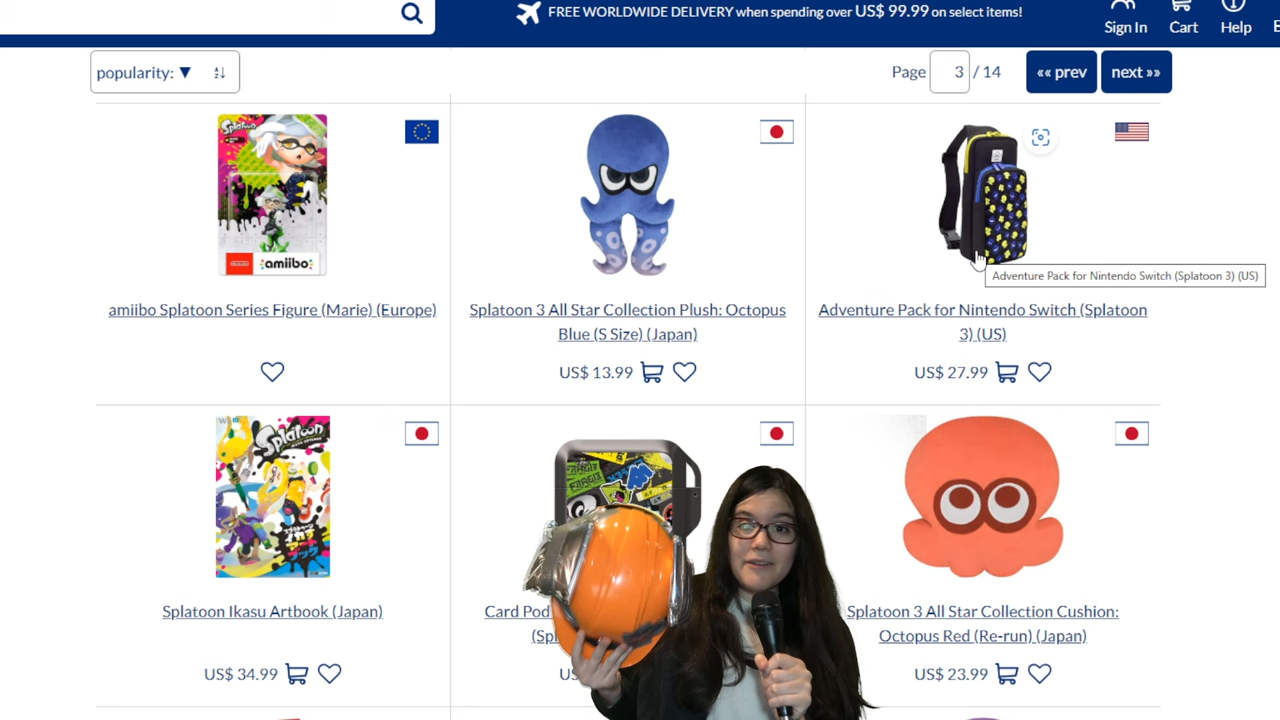 FREE WORLDWIDE DELIVERY when spending over US$ 99.99 on select items!
Sign In
Cart
Help
popularity: ▼
Page 3 / 14
«« prev
next »»
Splatoon
amiibo
Adventure Pack for Nintendo Switch (Splatoon 3) (US)
amiibo Splatoon Series Figure (Marie) (Europe)
Splatoon 3 All Star Collection Plush: Octopus
Blue (S Size) (Japan)
US$ 13.99
Adventure Pack for Nintendo Switch (Splatoon
3) (US)
US$ 27.99
Splatoon
Splatoon Ikasu Artbook (Japan)
US$ 34.99
Card Pod
Splatoon 3 All Star Collection Cushion:
Octopus Red (Re-run) (Japan)
US$ 23.99